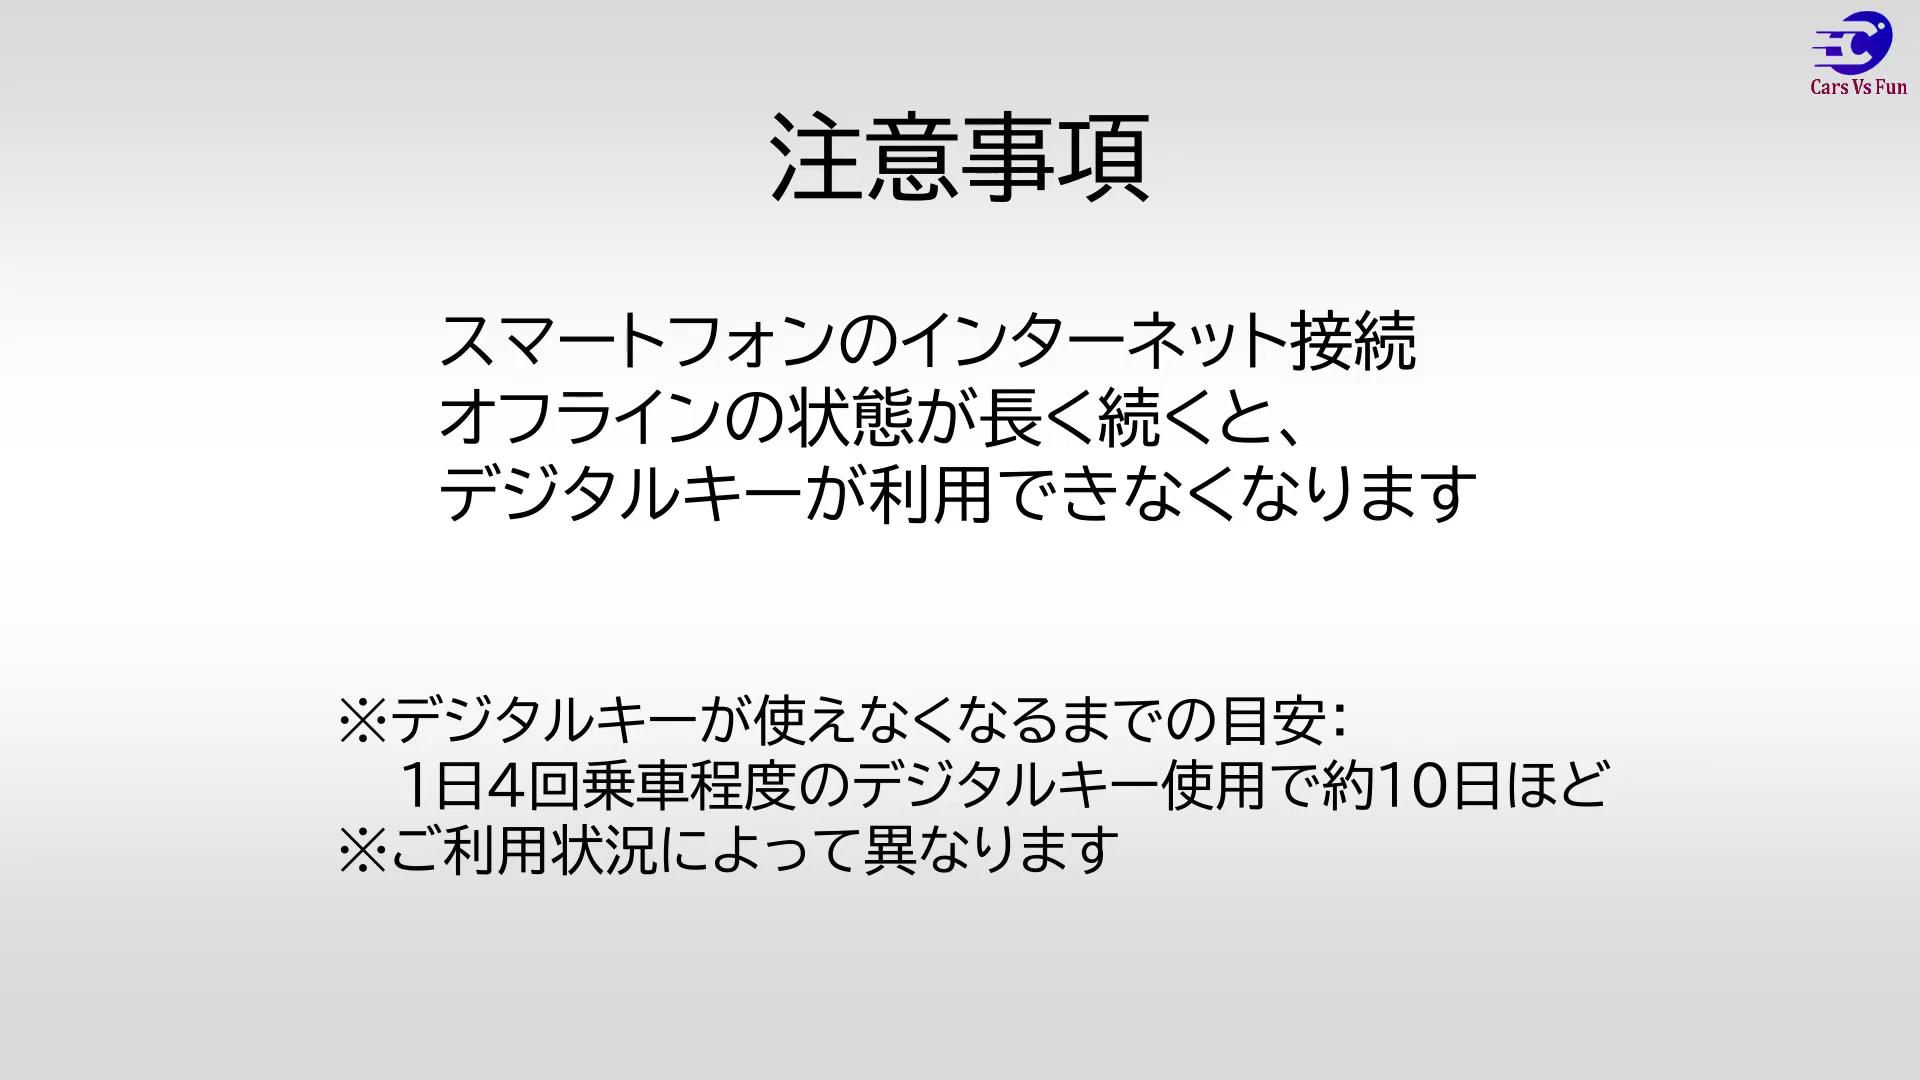 Cars Vs Fun
注意事項
スマートフォンのインターネット接続
オフラインの状態が長く続くと、
デジタルキーが利用できなくなります
※デジタルキーが使えなくなるまでの目安：
1日4回乗車程度のデジタルキー使用で約10日ほど
※ご利用状況によって異なります